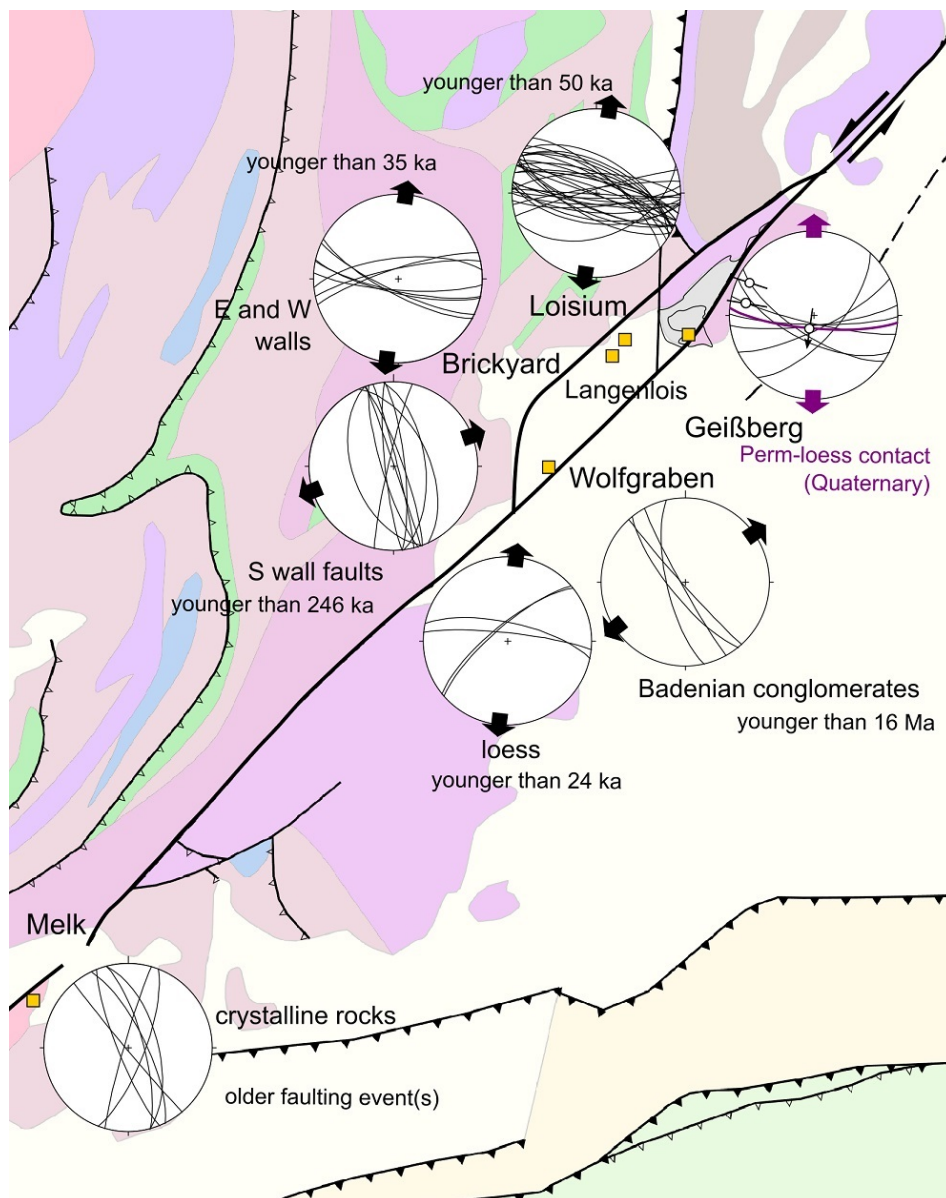 younger than 50 ka
younger than 35 ka
E and W
walls
Loisium
Brickyard
Langenlois
Geißberg
Perm-loess contact
(Quaternary)
Wolfgraben
S wall faults
younger than 246 ka
Badenian conglomerates
younger than 16 Ma
loess
younger than 24 ka
Melk
crystalline rocks
older faulting event(s)